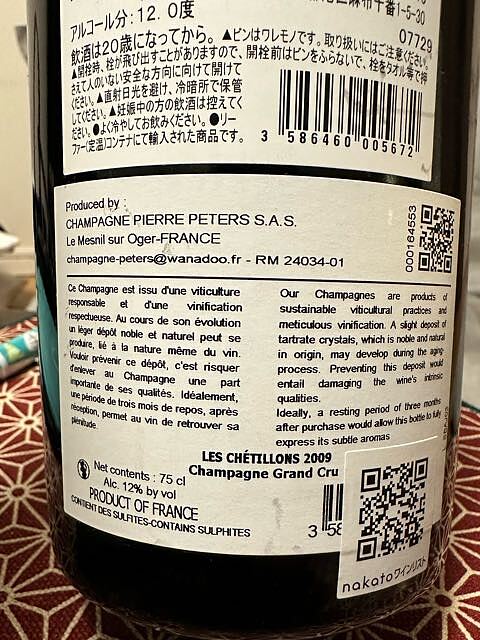 麻布十番1-5-30
アルコール分:12.0度
07729
飲酒は20歳になってから。▲ビンはワレモノです。取り扱いにはご注意ください。
▲開栓時、栓が飛び出すことがありますので、開栓前はビンをふらないで、栓をタオル等で押
さえて人のいない安全な方向に向けて開けて
ください。▲直射日光を避け、冷暗所で保管
してください。▲妊娠中の方の飲酒は控えてく
ださい。●よく冷やしてお飲みください。●リー
ファー(定温)コンテナにて輸入された商品です。
3 586460 005672
Produced by :
CHAMPAGNE PIERRE PETERS S.A.S.
Le Mesnil sur Oger-FRANCE
champagne-peters@wanadoo.fr - RM 24034-01
000164553
Ce Champagne est issu d'une viticulture
responsable et d'une vinification
respectueuse. Au cours de son évolution
un léger dépôt noble et naturel peut se
produire, lié à la nature même du vin.
Vouloir prévenir ce dépôt, c'est risquer
d'enlever au Champagne une part
importante de ses qualités. Idéalement,
une période de trois mois de repos, après
réception, permet au vin de retrouver sa
plénitude.
Our Champagnes are products of
sustainable viticultural practices and
meticulous vinification. A slight deposit of
tartrate crystals, which is noble and natural
in origin, may develop during the aging-
process. Preventing this deposit would
entail damaging the wine's intrinsic
qualities.
Ideally, a resting period of three months
after purchase would allow this bottle to fully
express its subtle aromas
LES CHÉTILLONS 2009
Champagne Grand Cru
Net contents : 75 cl
Alc. 12% by vol
PRODUCT OF FRANCE
CONTIENT DES SULFITES-CONTAINS SULPHITES
3 58
nakatoワインリスト